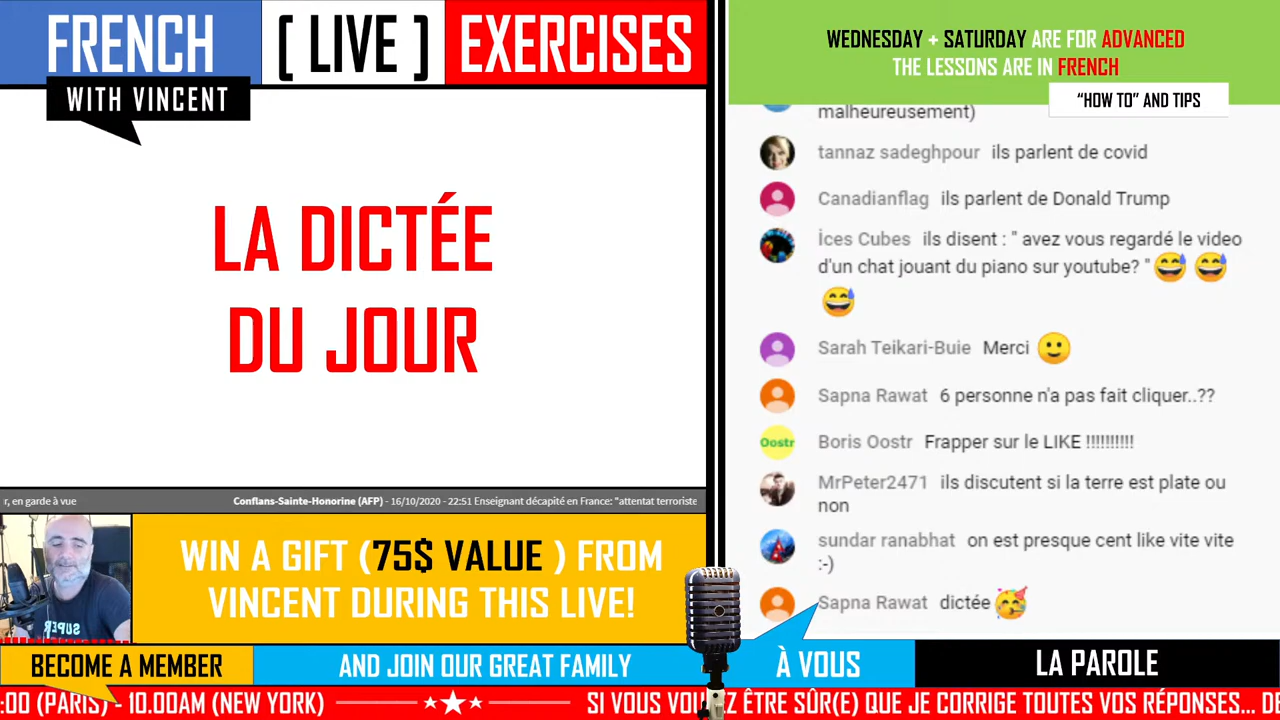 FRENCH [ LIVE ] EXERCISES
WITH VINCENT
LA DICTÉE
DU JOUR
r, en garde à vue Conflans-Sainte-Honorine (AFP) - 16/10/2020 - 22:51 Enseignant décapité en France: "attentat terroriste
SUPER
WIN A GIFT (75$ VALUE ) FROM
VINCENT DURING THIS LIVE!
BECOME A MEMBER AND JOIN OUR GREAT FAMILY
WEDNESDAY + SATURDAY ARE FOR ADVANCED
THE LESSONS ARE IN FRENCH
“HOW TO” AND TIPS
malheureusement)
tannaz sadeghpour ils parlent de covid
Canadianflag ils parlent de Donald Trump
İces Cubes ils disent : " avez vous regardé le video
d'un chat jouant du piano sur youtube? " 😅 😅
😅
Sarah Teikari-Buie Merci 🙂
Sapna Rawat 6 personne n'a pas fait cliquer..??
Oostr Boris Oostr Frapper sur le LIKE !!!!!!!!!!
MrPeter2471 ils discutent si la terre est plate ou
non
sundar ranabhat on est presque cent like vite vite
:-)
Sapna Rawat dictée 🥳
À VOUS LA PAROLE
:00 (PARIS) - 10.00AM (NEW YORK) SI VOUS VOU Z ÊTRE SÛR(E) QUE JE CORRIGE TOUTES VOS RÉPONSES... DE